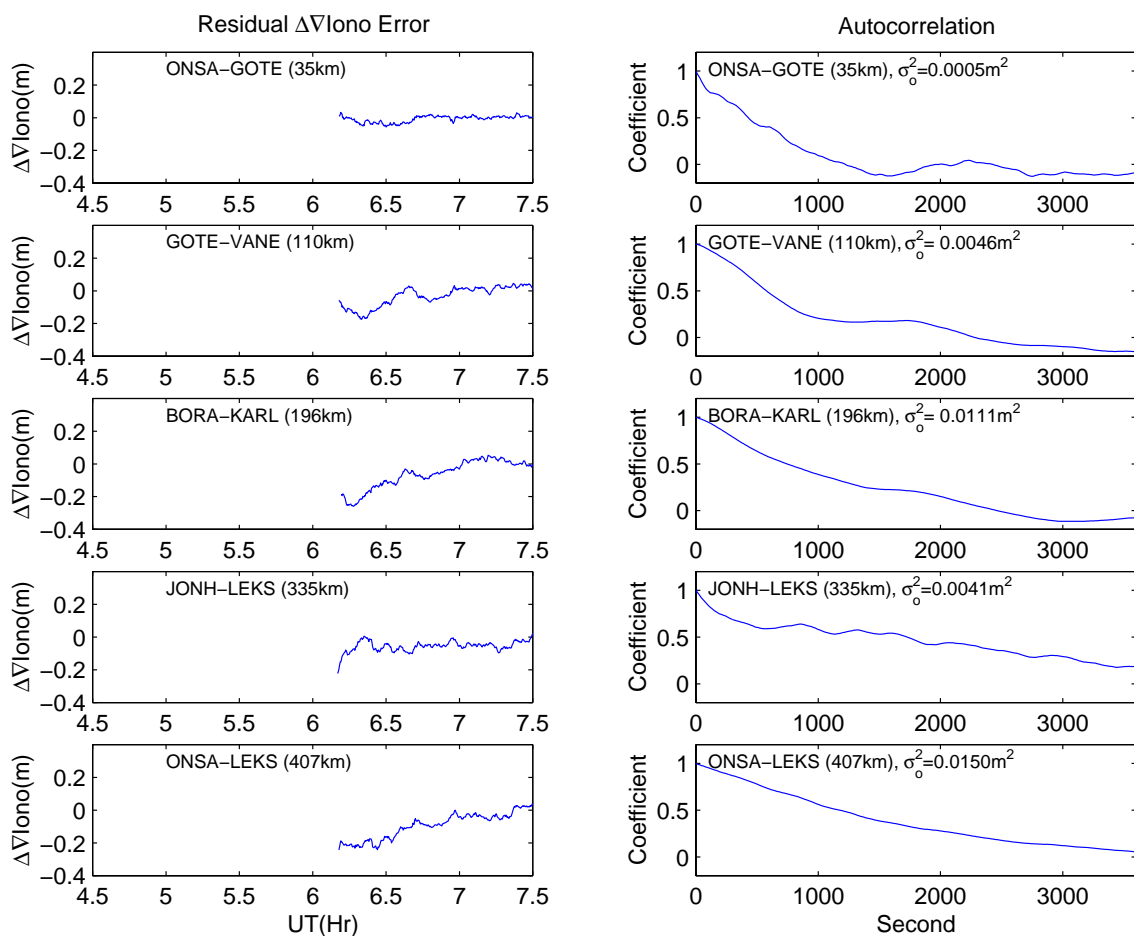 Residual Δ∇Iono Error
Autocorrelation
Δ∇Iono(m)
0.2
0
−0.2
−0.4
ONSA−GOTE (35km)
4.5 5 5.5 6 6.5 7 7.5
Coefficient
1
0.5
0
ONSA−GOTE (35km), σo²=0.0005m²
0 1000 2000 3000
Δ∇Iono(m)
0.2
0
−0.2
−0.4
GOTE−VANE (110km)
4.5 5 5.5 6 6.5 7 7.5
Coefficient
1
0.5
0
GOTE−VANE (110km), σo²= 0.0046m²
0 1000 2000 3000
Δ∇Iono(m)
0.2
0
−0.2
−0.4
BORA−KARL (196km)
4.5 5 5.5 6 6.5 7 7.5
Coefficient
1
0.5
0
BORA−KARL (196km), σo²= 0.0111m²
0 1000 2000 3000
Δ∇Iono(m)
0.2
0
−0.2
−0.4
JONH−LEKS (335km)
4.5 5 5.5 6 6.5 7 7.5
Coefficient
1
0.5
0
JONH−LEKS (335km), σo²=0.0041m²
0 1000 2000 3000
Δ∇Iono(m)
0.2
0
−0.2
−0.4
ONSA−LEKS (407km)
4.5 5 5.5 6 6.5 7 7.5
UT(Hr)
Coefficient
1
0.5
0
ONSA−LEKS (407km), σo²=0.0150m²
0 1000 2000 3000
Second